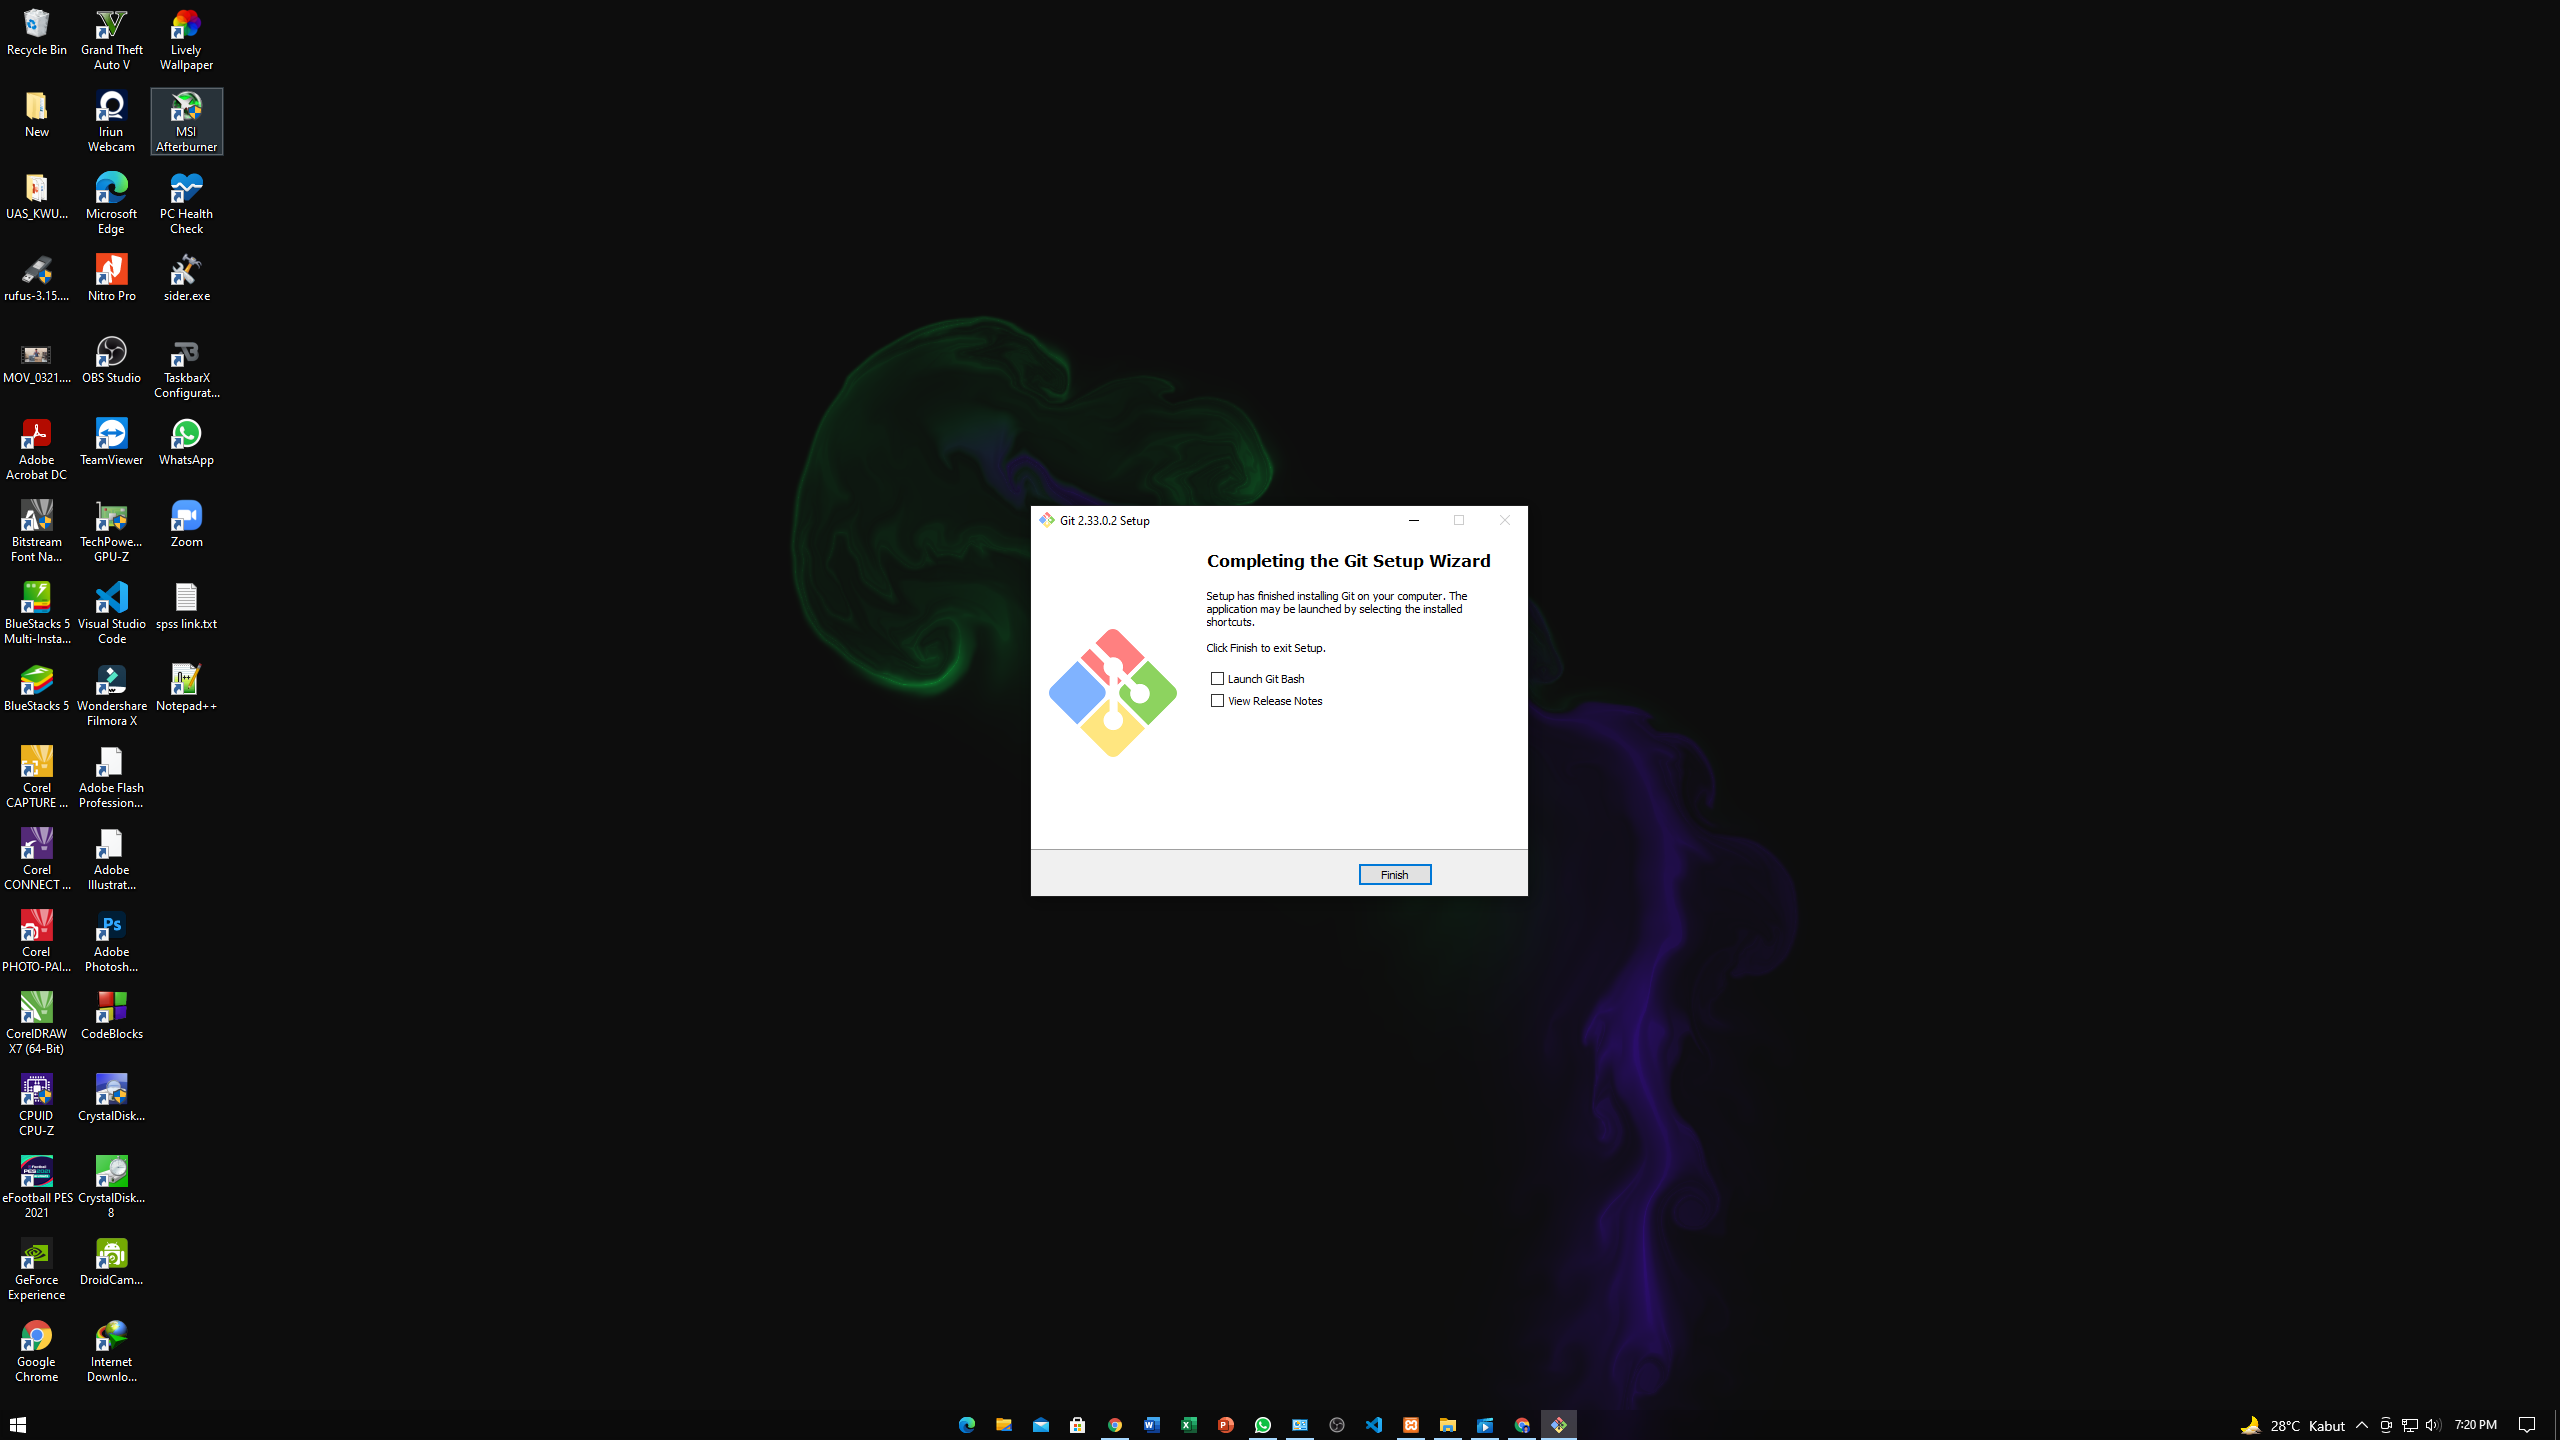 Recycle Bin
Grand Theft
Auto V
Lively
Wallpaper
New
Iriun
Webcam
MSI
Afterburner
UAS_KWU...
Microsoft
Edge
PC Health
Check
rufus-3.15....
Nitro Pro
sider.exe
MOV_0321....
OBS Studio
TaskbarX
Configurat...
Adobe
Acrobat DC
TeamViewer
WhatsApp
Bitstream
Font Na...
TechPowe...
GPU-Z
Zoom
BlueStacks 5
Multi-Insta...
Visual Studio
Code
spss link.txt
BlueStacks 5
Wondershare
Filmora X
Notepad++
Corel
CAPTURE ...
Adobe Flash
Profession...
Corel
CONNECT ...
Adobe
Illustrat...
Corel
PHOTO-PAI...
Adobe
Photosh...
CorelDRAW
X7 (64-Bit)
CodeBlocks
CPUID
CPU-Z
CrystalDisk...
eFootball PES
2021
CrystalDisk...
8
GeForce
Experience
DroidCam...
Google
Chrome
Internet
Downlo...
Git 2.33.0.2 Setup
Completing the Git Setup Wizard
Setup has finished installing Git on your computer. The
application may be launched by selecting the installed
shortcuts.
Click Finish to exit Setup.
Launch Git Bash
View Release Notes
Finish
28°C Kabut
7:20 PM